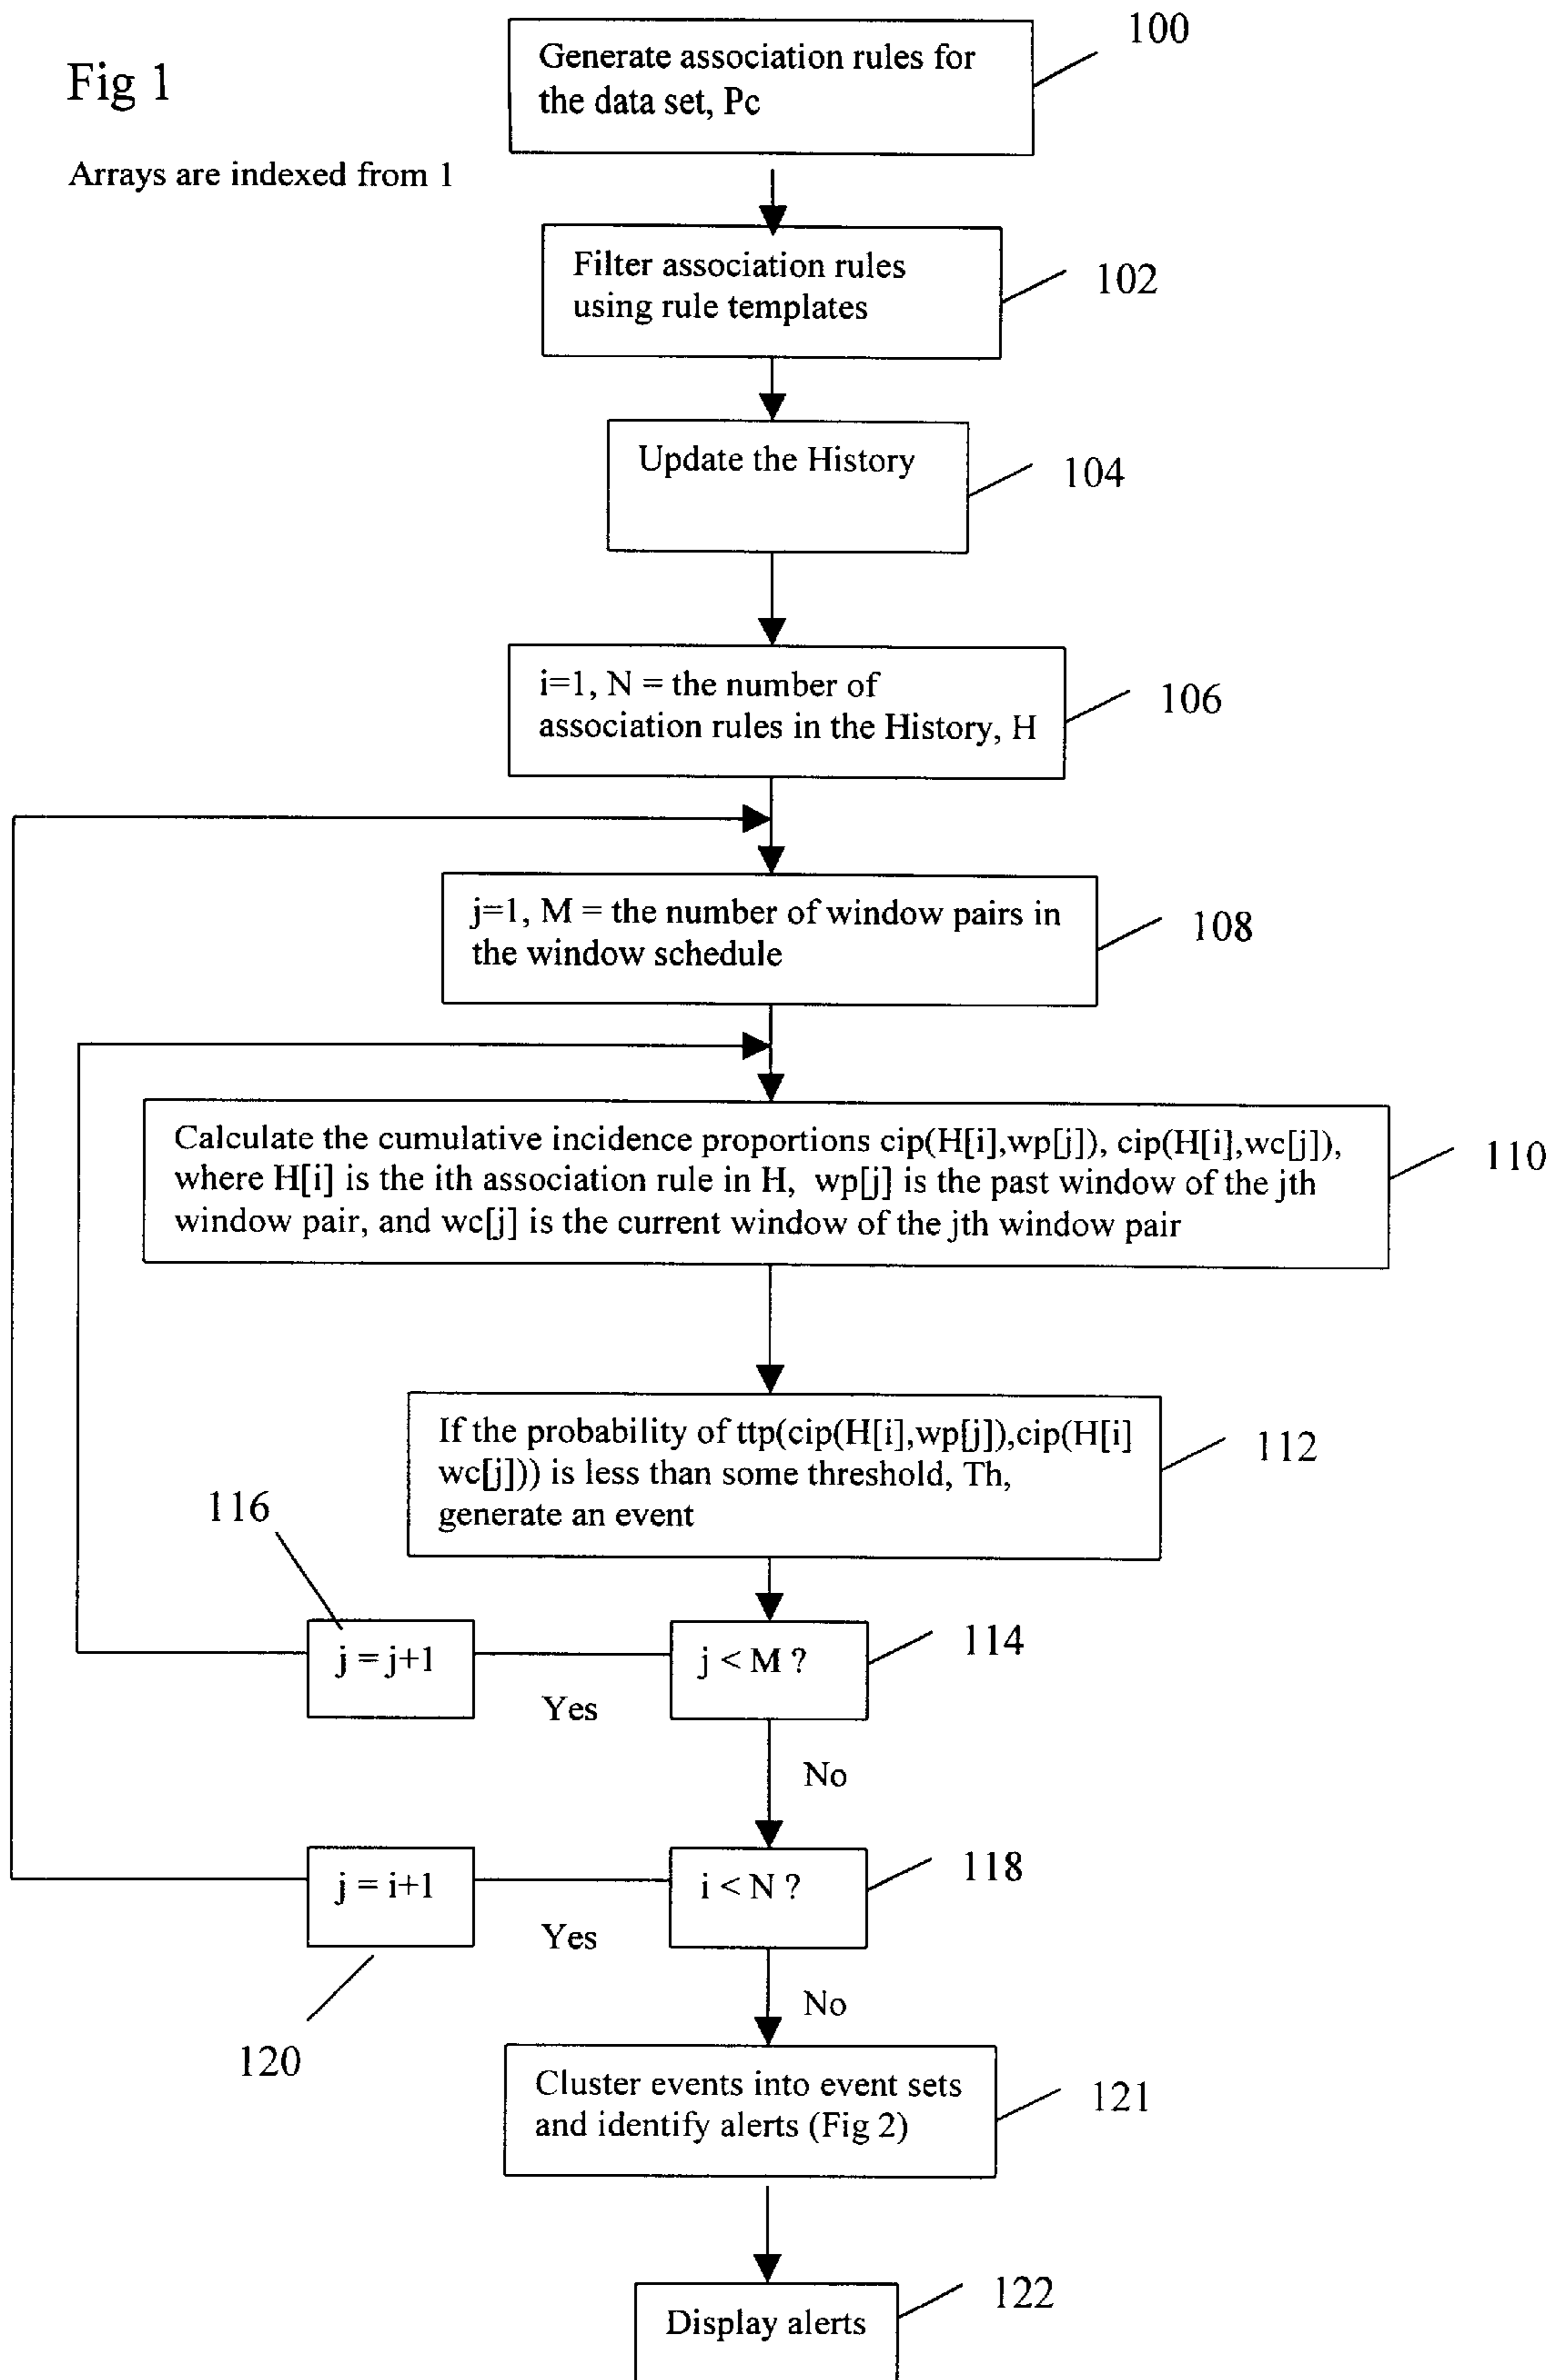 Fig 1
Arrays are indexed from 1
Generate association rules for
the data set, Pc
100
Filter association rules
using rule templates
102
Update the History
104
i=1, N = the number of
association rules in the History, H
106
j=1, M = the number of window pairs in
the window schedule
108
Calculate the cumulative incidence proportions cip(H[i],wp[j]), cip(H[i],wc[j]),
where H[i] is the ith association rule in H, wp[j] is the past window of the jth
window pair, and wc[j] is the current window of the jth window pair
110
If the probability of ttp(cip(H[i],wp[j]),cip(H[i]
wc[j])) is less than some threshold, Th,
generate an event
112
116
j = j+1
Yes
j < M ?
114
No
j = i+1
Yes
i < N ?
118
120
No
Cluster events into event sets
and identify alerts (Fig 2)
121
Display alerts
122